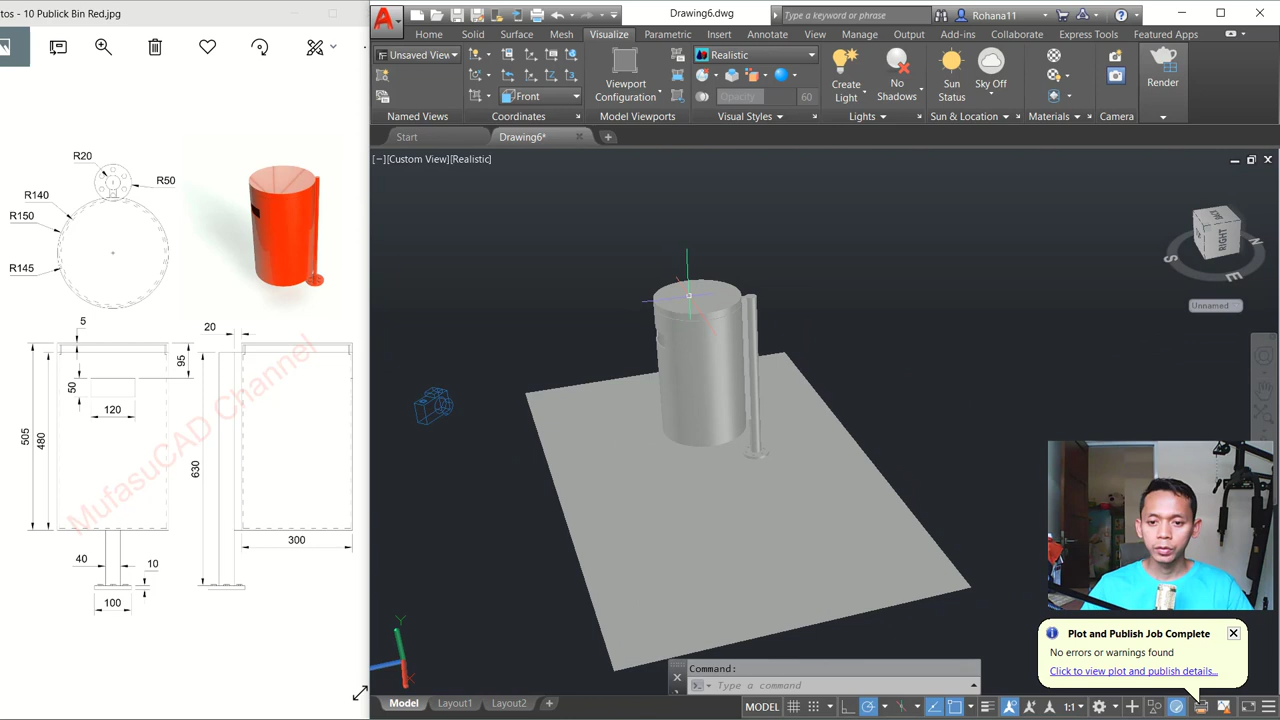 tos - 10 Publick Bin Red.jpg
R20
R50
R140
R150
R145
5
20
95
50
120
505
480
630
300
40
10
100
MufasuCAD Channel
Drawing6.dwg
Type a keyword or phrase
Rohana11
Home Solid Surface Mesh Visualize Parametric Insert Annotate View Manage Output Add-ins Collaborate Express Tools Featured Apps
Unsaved View
Realistic
Front
Viewport
Configuration
Opacity 60
Create
Light
No
Shadows
Sun
Status
Sky Off
Render
Named Views Coordinates Model Viewports Visual Styles Lights Sun & Location Materials Camera
Start Drawing6*
[−][Custom View][Realistic]
BACK
RIGHT
N
S
E
Unnamed
Y
X
Plot and Publish Job Complete
No errors or warnings found
Click to view plot and publish details...
Command:
Type a command
Model Layout1 Layout2
MODEL
1:1